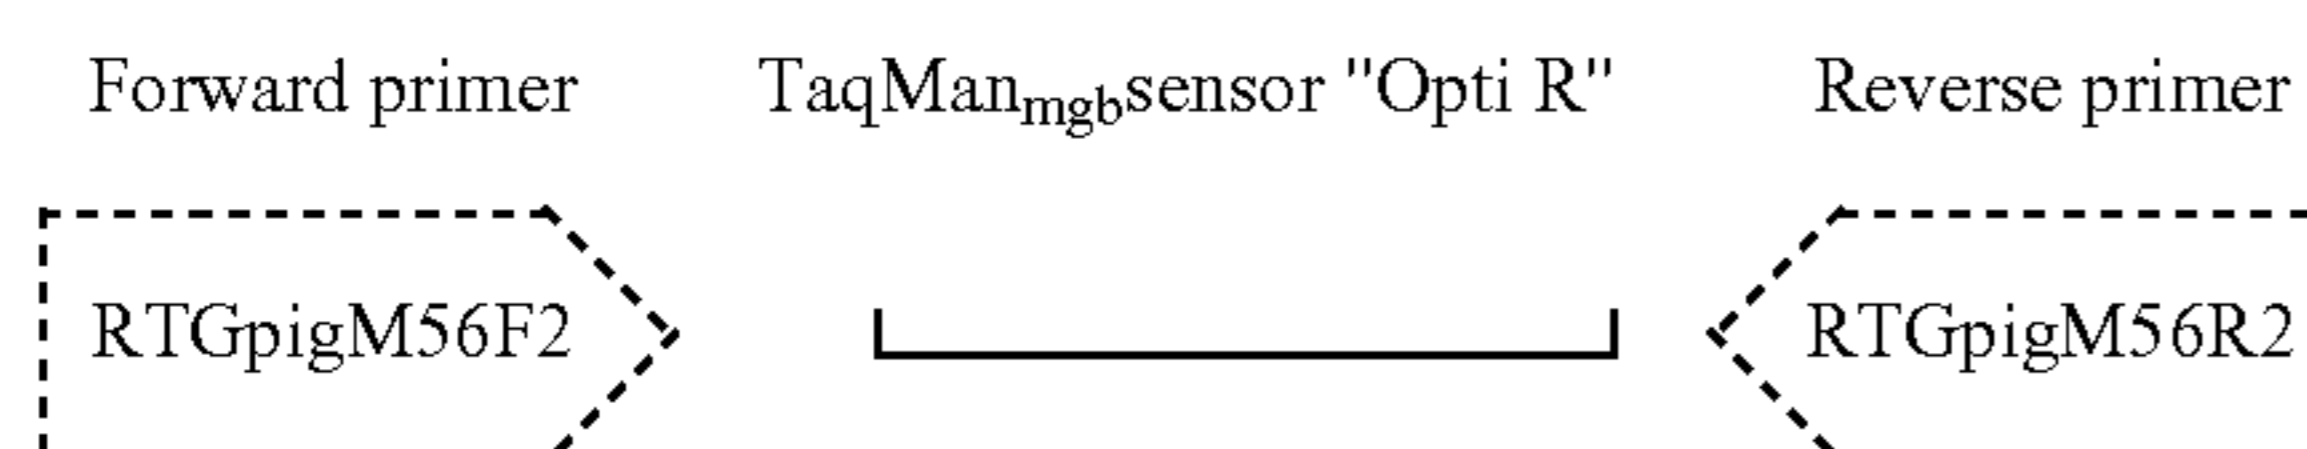 Forward primer TaqManmgbsensor "Opti R" Reverse primer
RTGpigM56F2 RTGpigM56R2